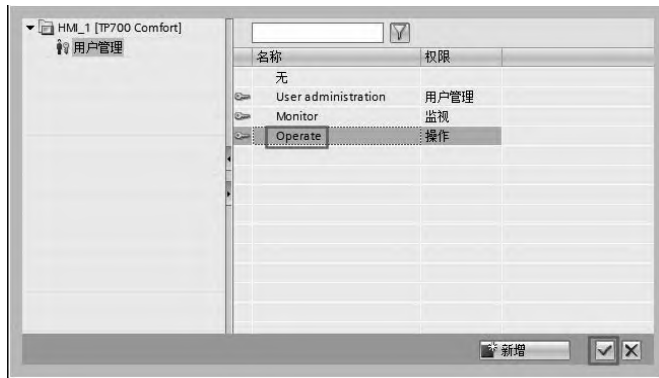 HMI_1 [TP700 Comfort]
用户管理
名称 权限
无
User administration 用户管理
Monitor 监视
Operate 操作
新增